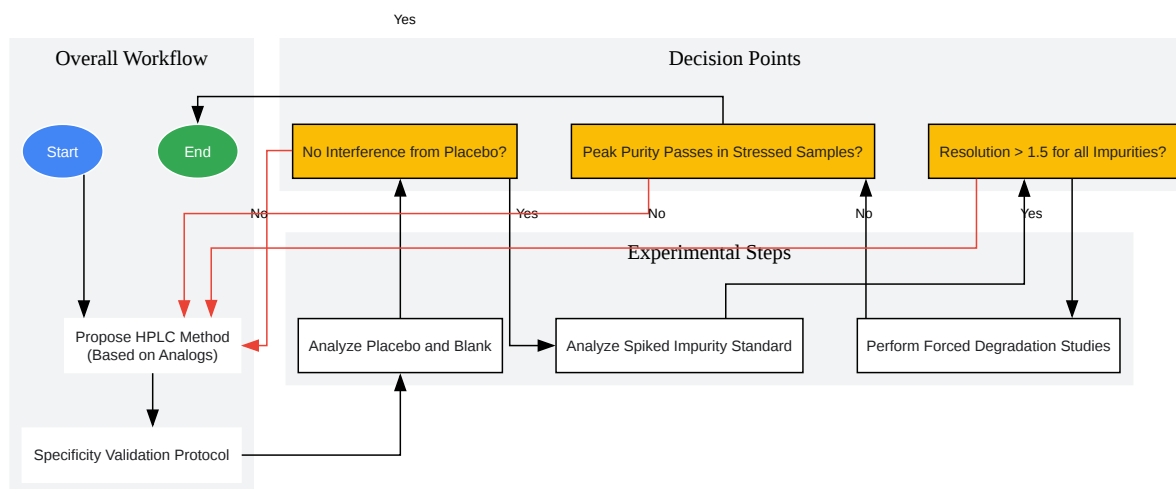 Yes
Overall Workflow
Decision Points
Start
End
No Interference from Placebo?
Peak Purity Passes in Stressed Samples?
Resolution > 1.5 for all Impurities?
No
Yes
No
No
Yes
Experimental Steps
Propose HPLC Method
(Based on Analogs)
Analyze Placebo and Blank
Analyze Spiked Impurity Standard
Perform Forced Degradation Studies
Specificity Validation Protocol